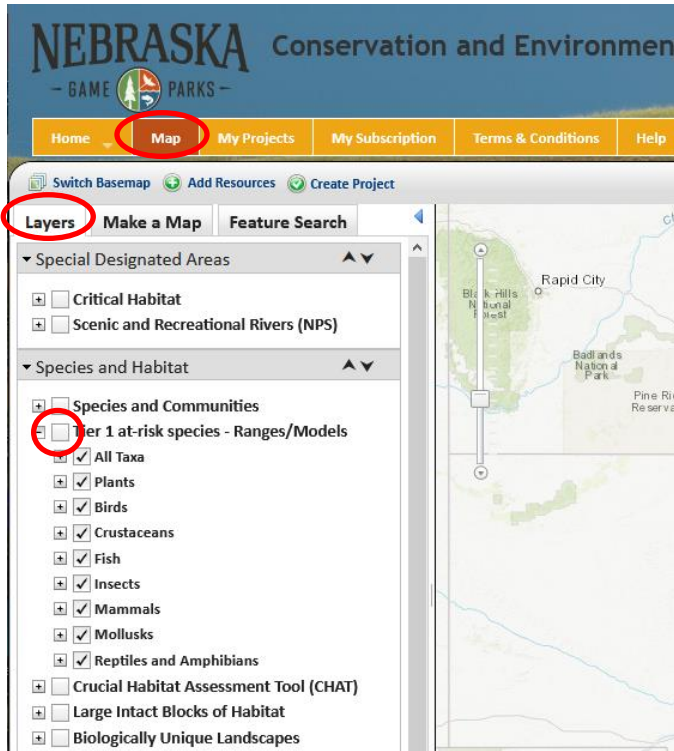 NEBRASKA
– GAME PARKS –
Conservation and Environmen
Home Map My Projects My Subscription Terms & Conditions Help
Switch Basemap Add Resources Create Project
Layers Make a Map Feature Search
Special Designated Areas
Critical Habitat
Scenic and Recreational Rivers (NPS)
Species and Habitat
Species and Communities
Tier 1 at-risk species - Ranges/Models
All Taxa
Plants
Birds
Crustaceans
Fish
Insects
Mammals
Mollusks
Reptiles and Amphibians
Crucial Habitat Assessment Tool (CHAT)
Large Intact Blocks of Habitat
Biologically Unique Landscapes
Rapid City
Black Hills
National
Forest
Badlands
National
Park
Pine Ri
Reserva